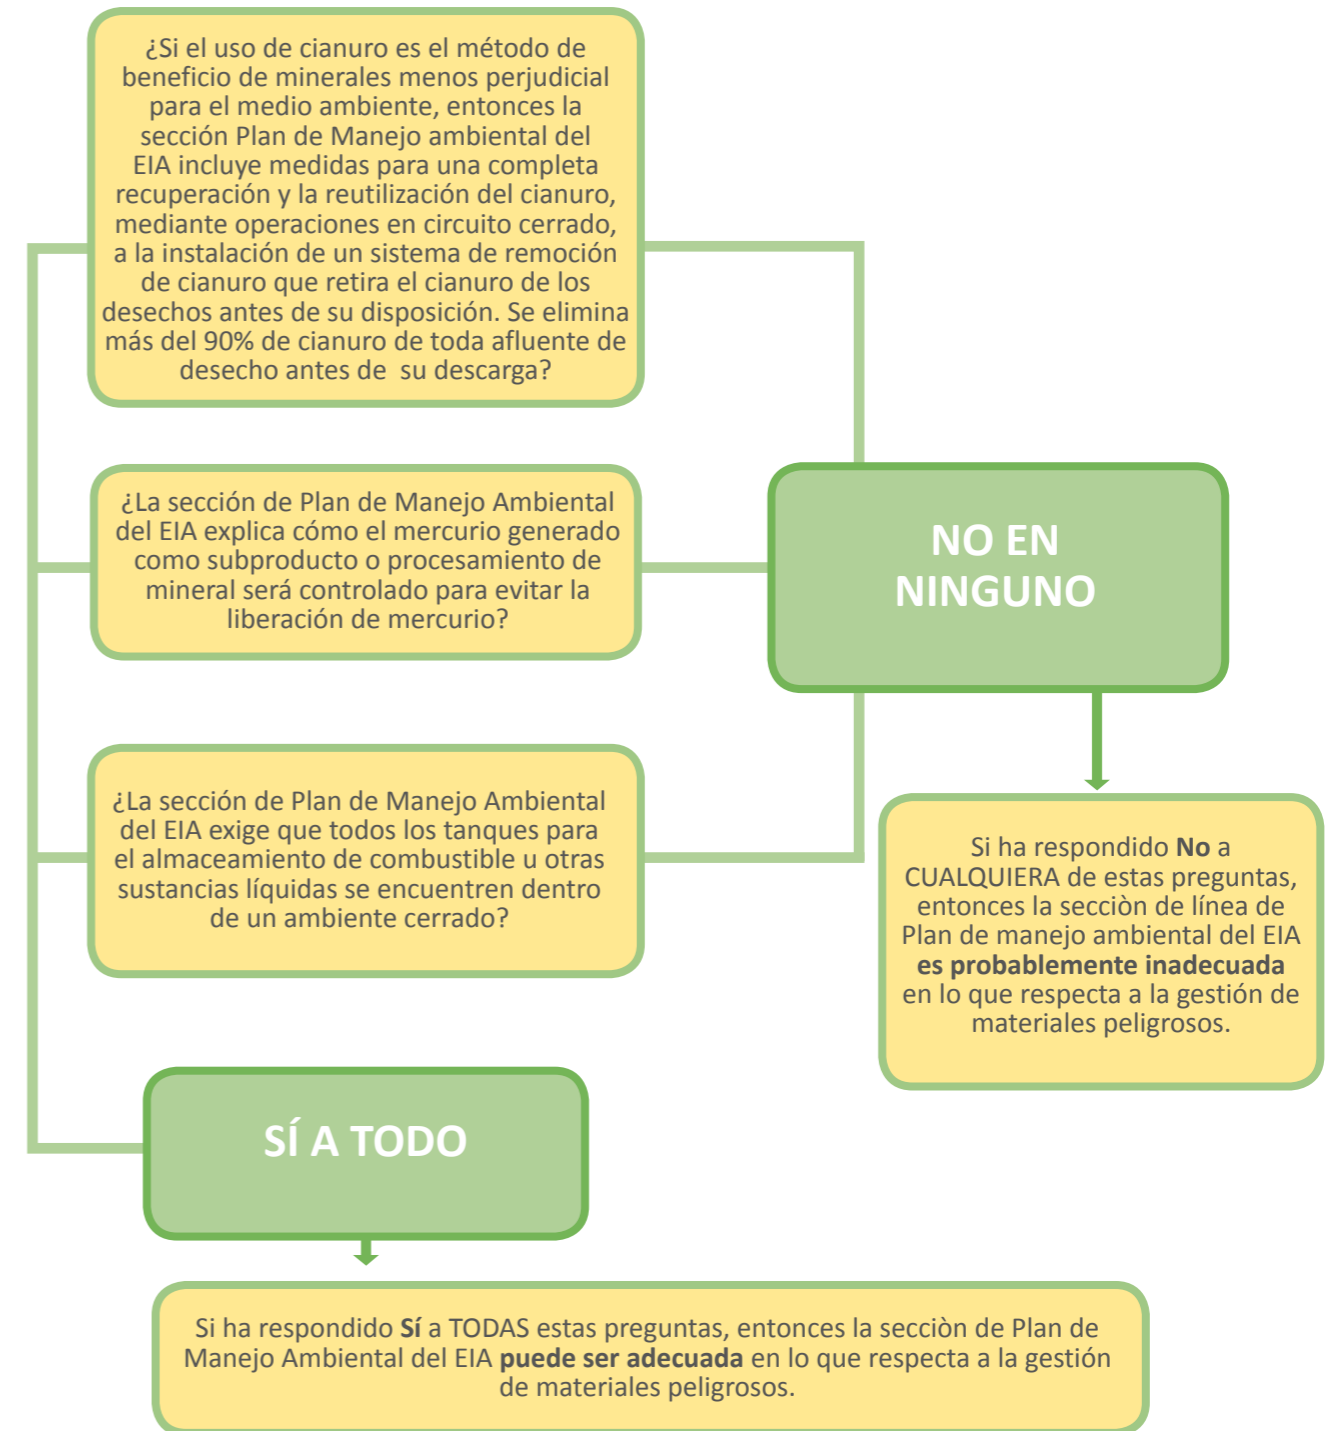 ¿Si el uso de cianuro es el método de
beneficio de minerales menos perjudicial
para el medio ambiente, entonces la
sección Plan de Manejo ambiental del
EIA incluye medidas para una completa
recuperación y la reutilización del cianuro,
mediante operaciones en circuito cerrado,
a la instalación de un sistema de remoción
de cianuro que retira el cianuro de los
desechos antes de su disposición. Se elimina
más del 90% de cianuro de toda afluente de
desecho antes de su descarga?
¿La sección de Plan de Manejo Ambiental
del EIA explica cómo el mercurio generado
como subproducto o procesamiento de
mineral será controlado para evitar la
liberación de mercurio?
NO EN
NINGUNO
¿La sección de Plan de Manejo Ambiental
del EIA exige que todos los tanques para
el almaceamiento de combustible u otras
sustancias líquidas se encuentren dentro
de un ambiente cerrado?
Si ha respondido No a
CUALQUIERA de estas preguntas,
entonces la secciòn de línea de
Plan de manejo ambiental del EIA
es probablemente inadecuada
en lo que respecta a la gestión de
materiales peligrosos.
SÍ A TODO
Si ha respondido Sí a TODAS estas preguntas, entonces la secciòn de Plan de
Manejo Ambiental del EIA puede ser adecuada en lo que respecta a la gestión
de materiales peligrosos.